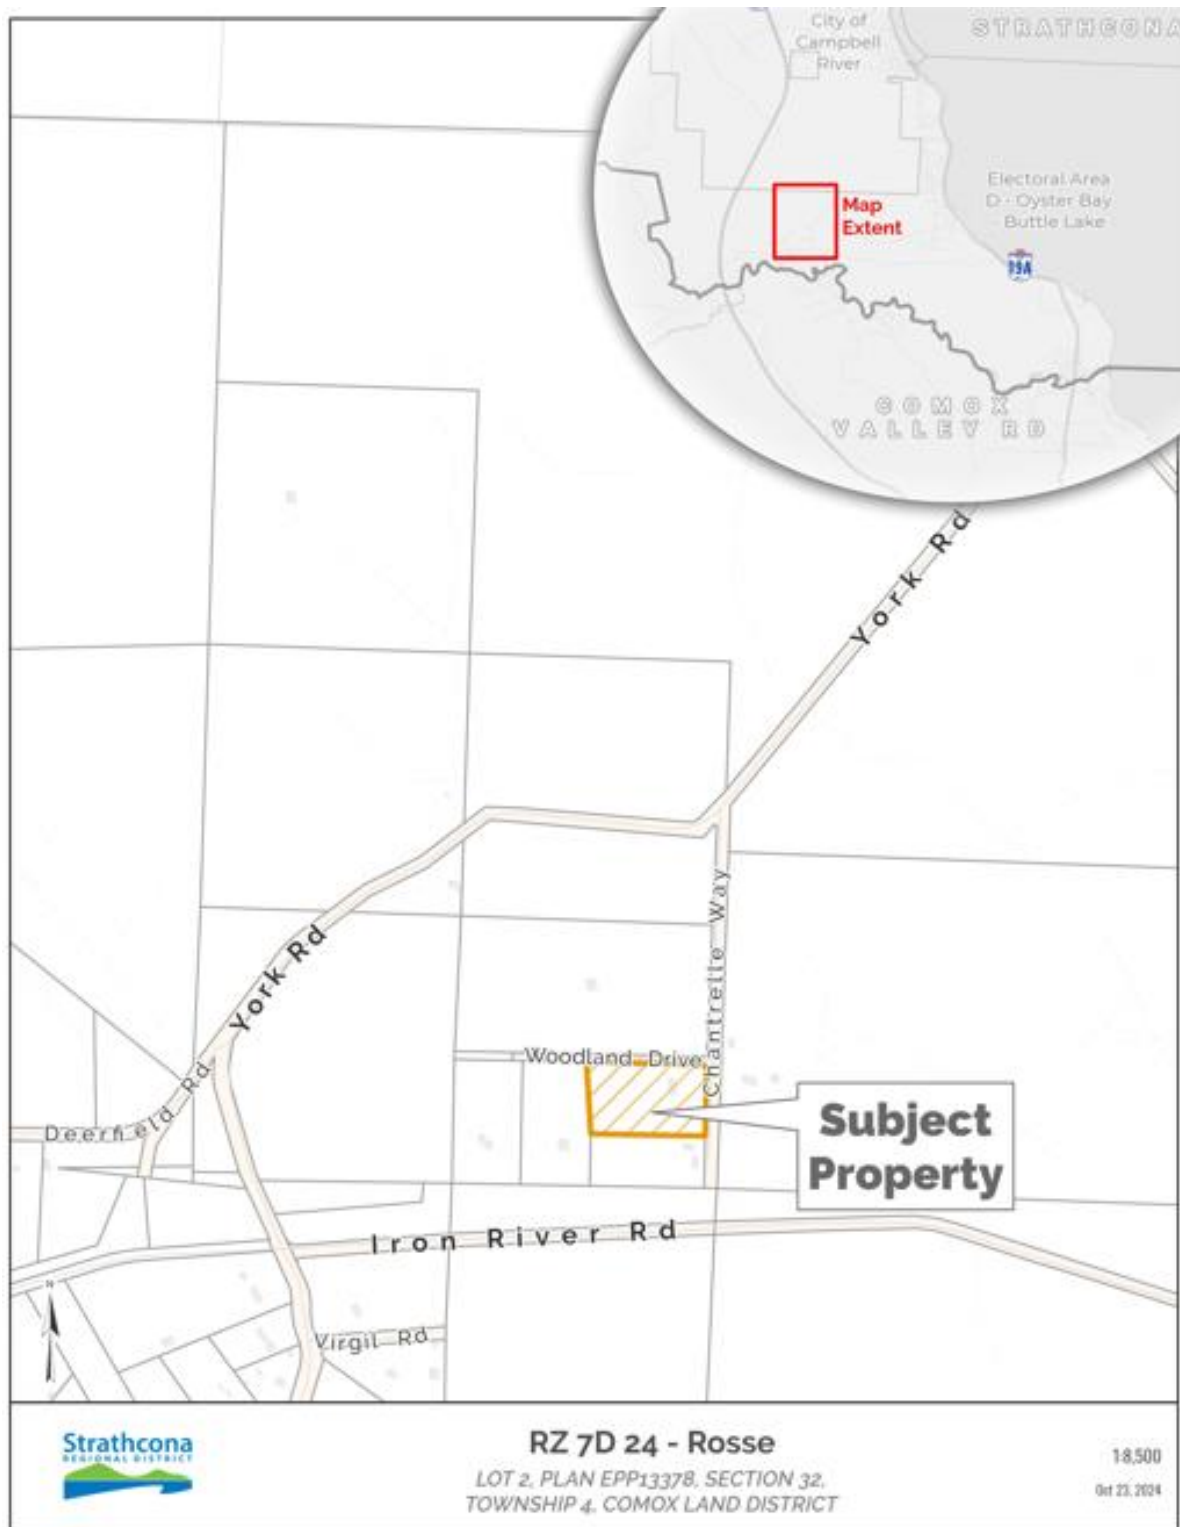 City of
Campbell
River
STRATHCONA
Electoral Area
D - Oyster Bay
Buttle Lake
Map
Extent
19A
COMOX
VALLEY RD
York Rd
York Rd
Chantrelle Way
Woodland Drive
Deerfield Rd
Subject
Property
Iron River Rd
N
Virgil Rd
Strathcona
REGIONAL DISTRICT
RZ 7D 24 - Rosse
LOT 2, PLAN EPP13378, SECTION 32,
TOWNSHIP 4, COMOX LAND DISTRICT
1:8,500
Oct 23, 2024